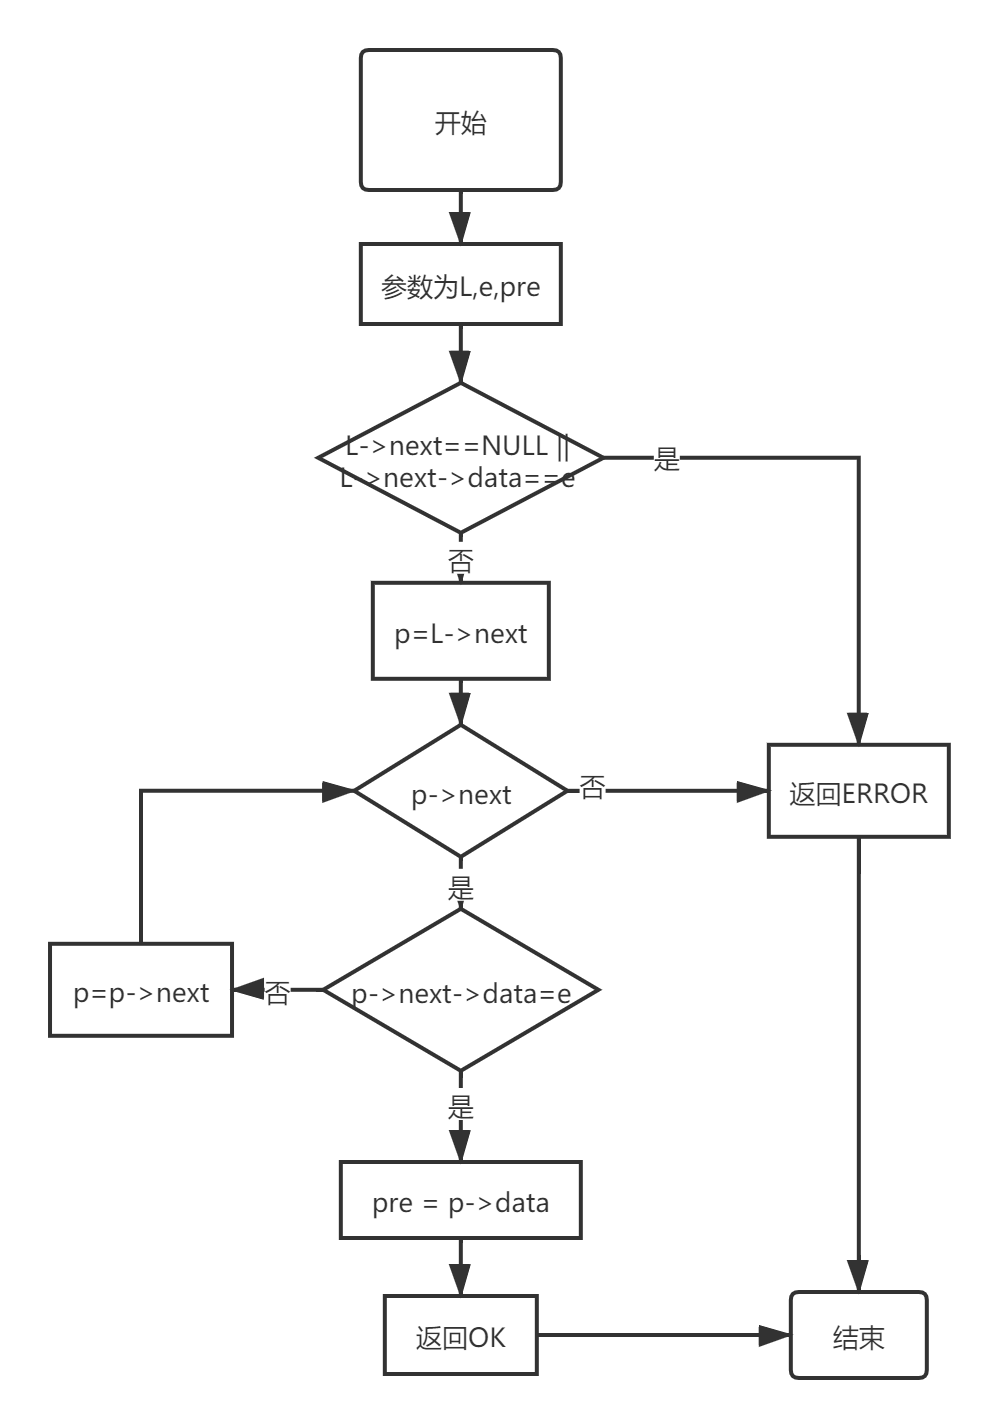 开始
参数为L,e,pre
L->next==NULL ||
L->next->data==e
是
否
p=L->next
p->next
否
返回ERROR
是
p=p->next
否
p->next->data=e
是
pre = p->data
返回OK
结束